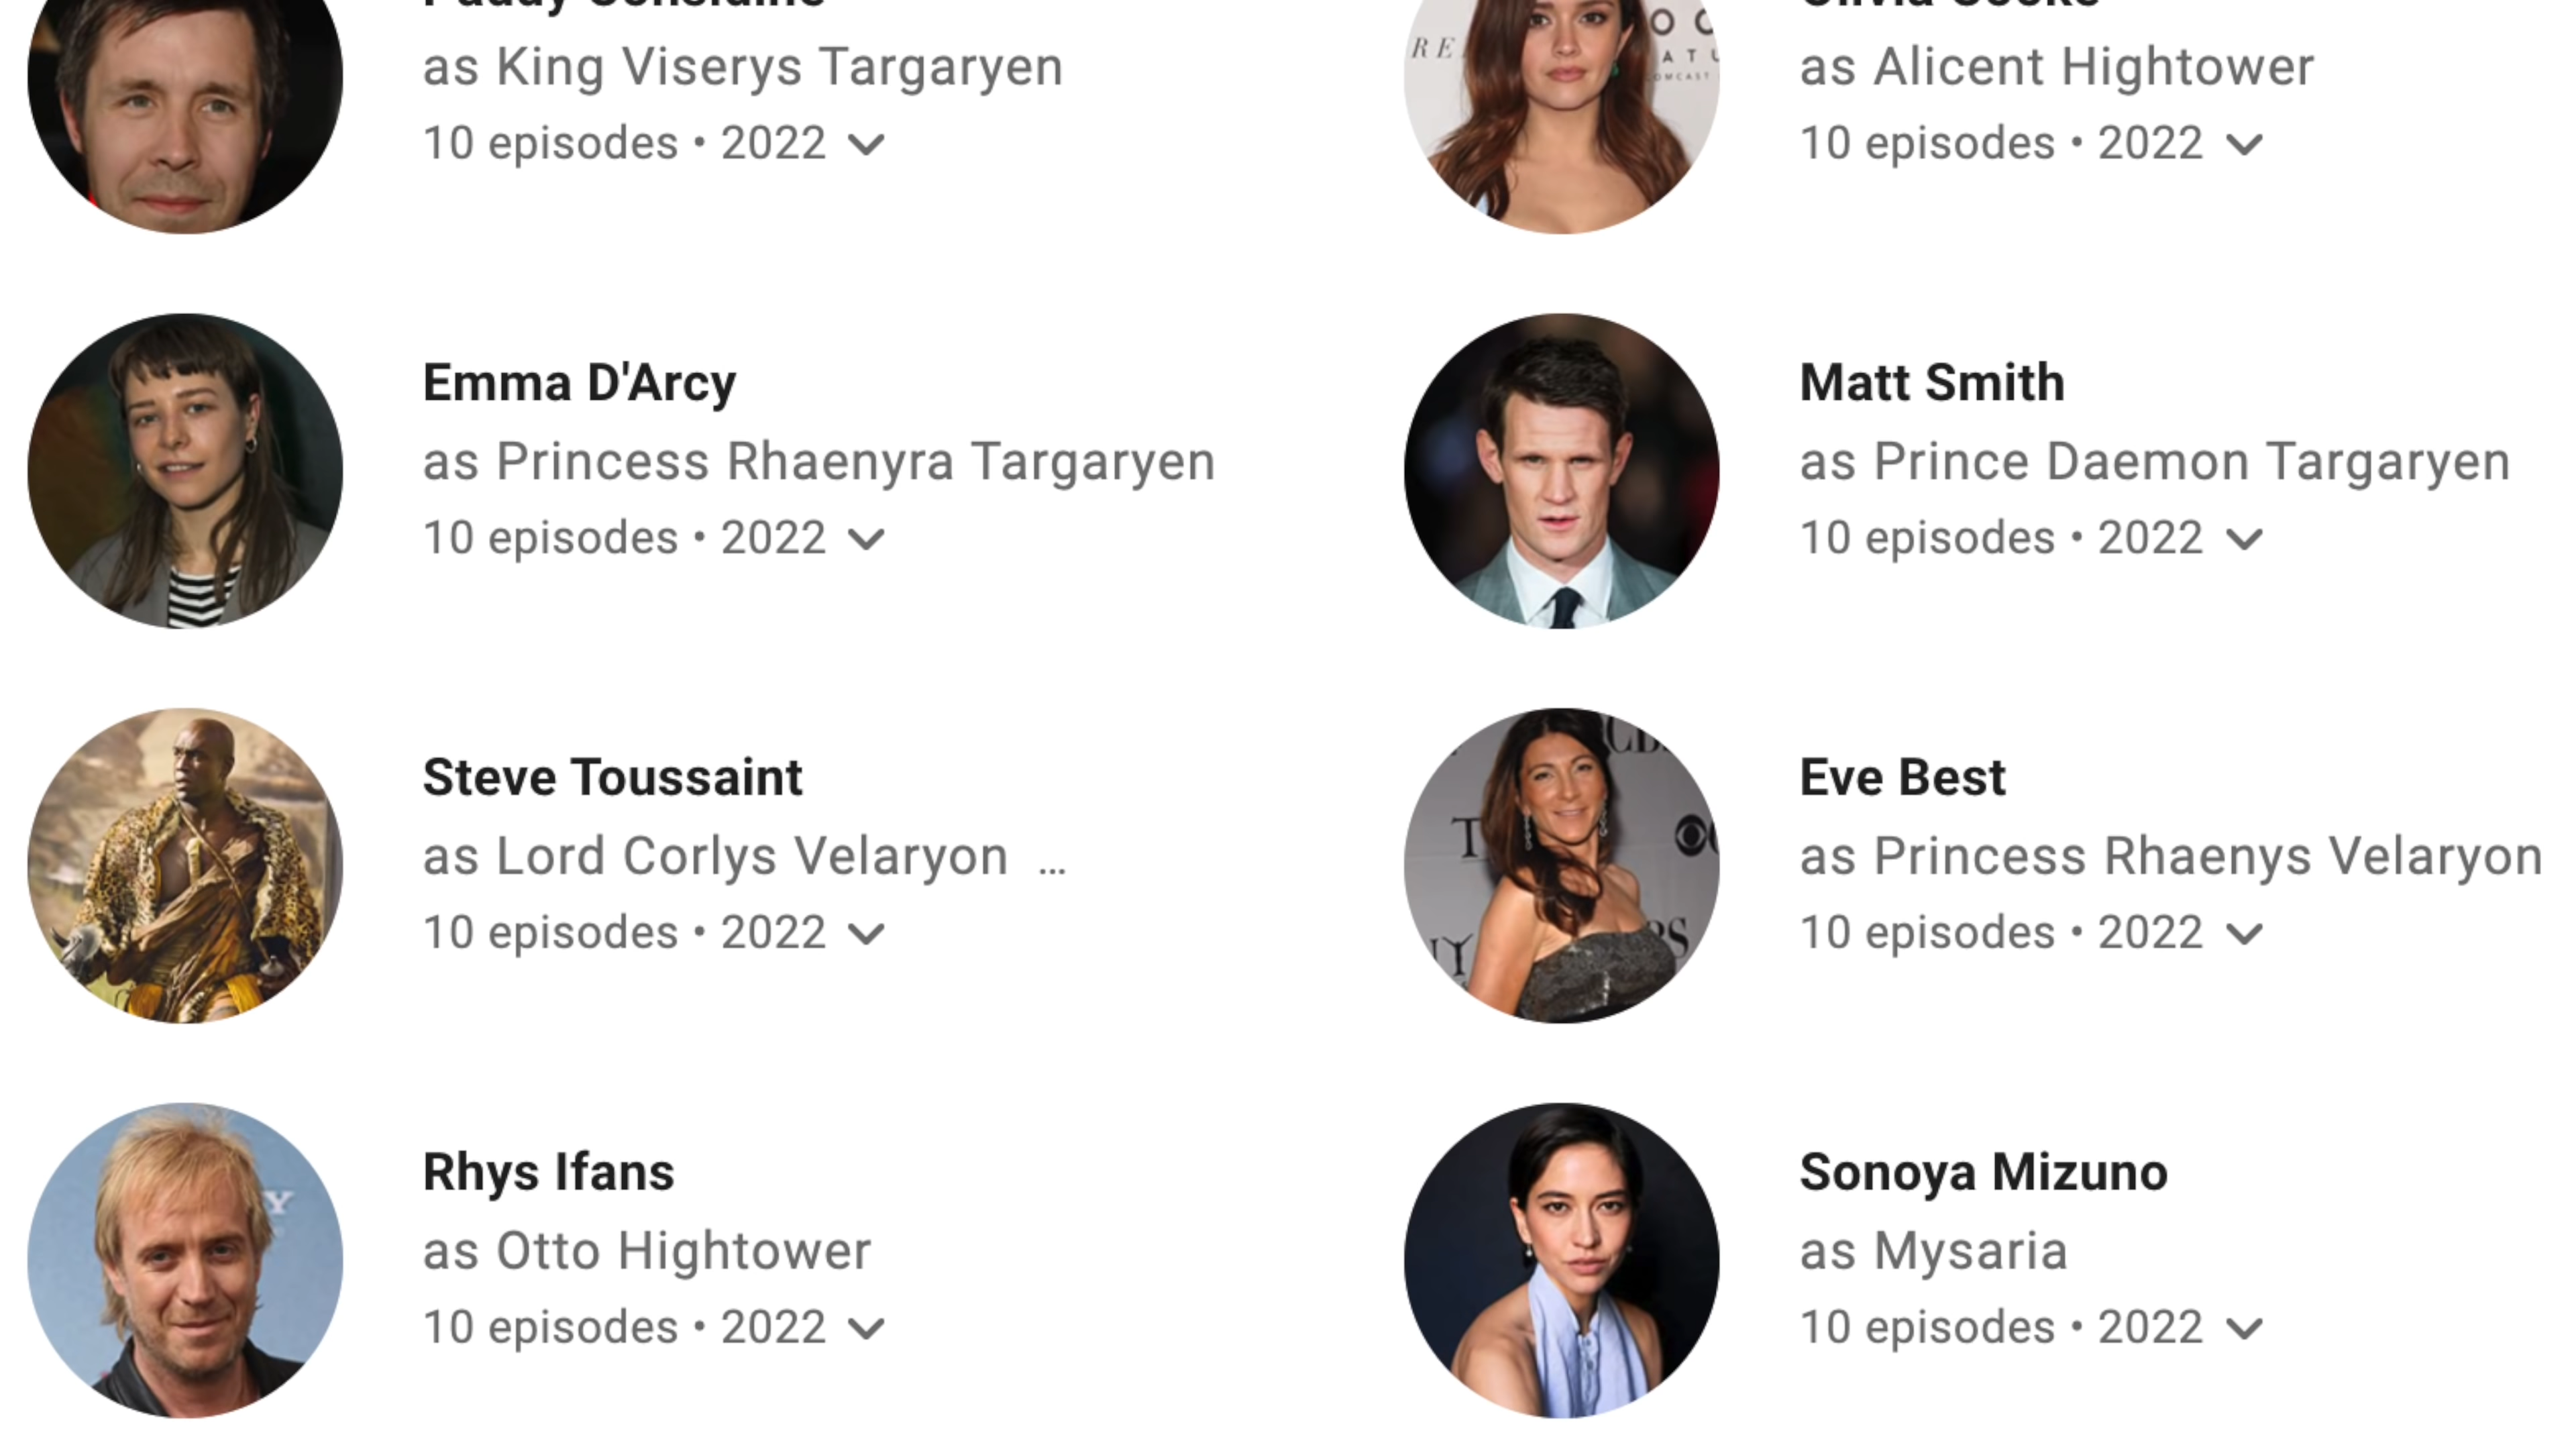 as King Viserys Targaryen
10 episodes • 2022
as Alicent Hightower
10 episodes • 2022
Emma D'Arcy
as Princess Rhaenyra Targaryen
10 episodes • 2022
Matt Smith
as Prince Daemon Targaryen
10 episodes • 2022
Steve Toussaint
as Lord Corlys Velaryon ...
10 episodes • 2022
Eve Best
as Princess Rhaenys Velaryon
10 episodes • 2022
Rhys Ifans
as Otto Hightower
10 episodes • 2022
Sonoya Mizuno
as Mysaria
10 episodes • 2022